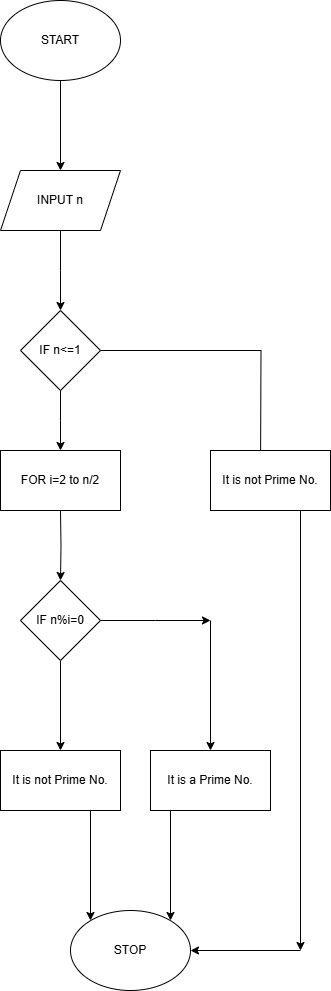 START
INPUT n
IF n<=1
FOR i=2 to n/2
It is not Prime No.
IF n%i=0
It is not Prime No.
It is a Prime No.
STOP